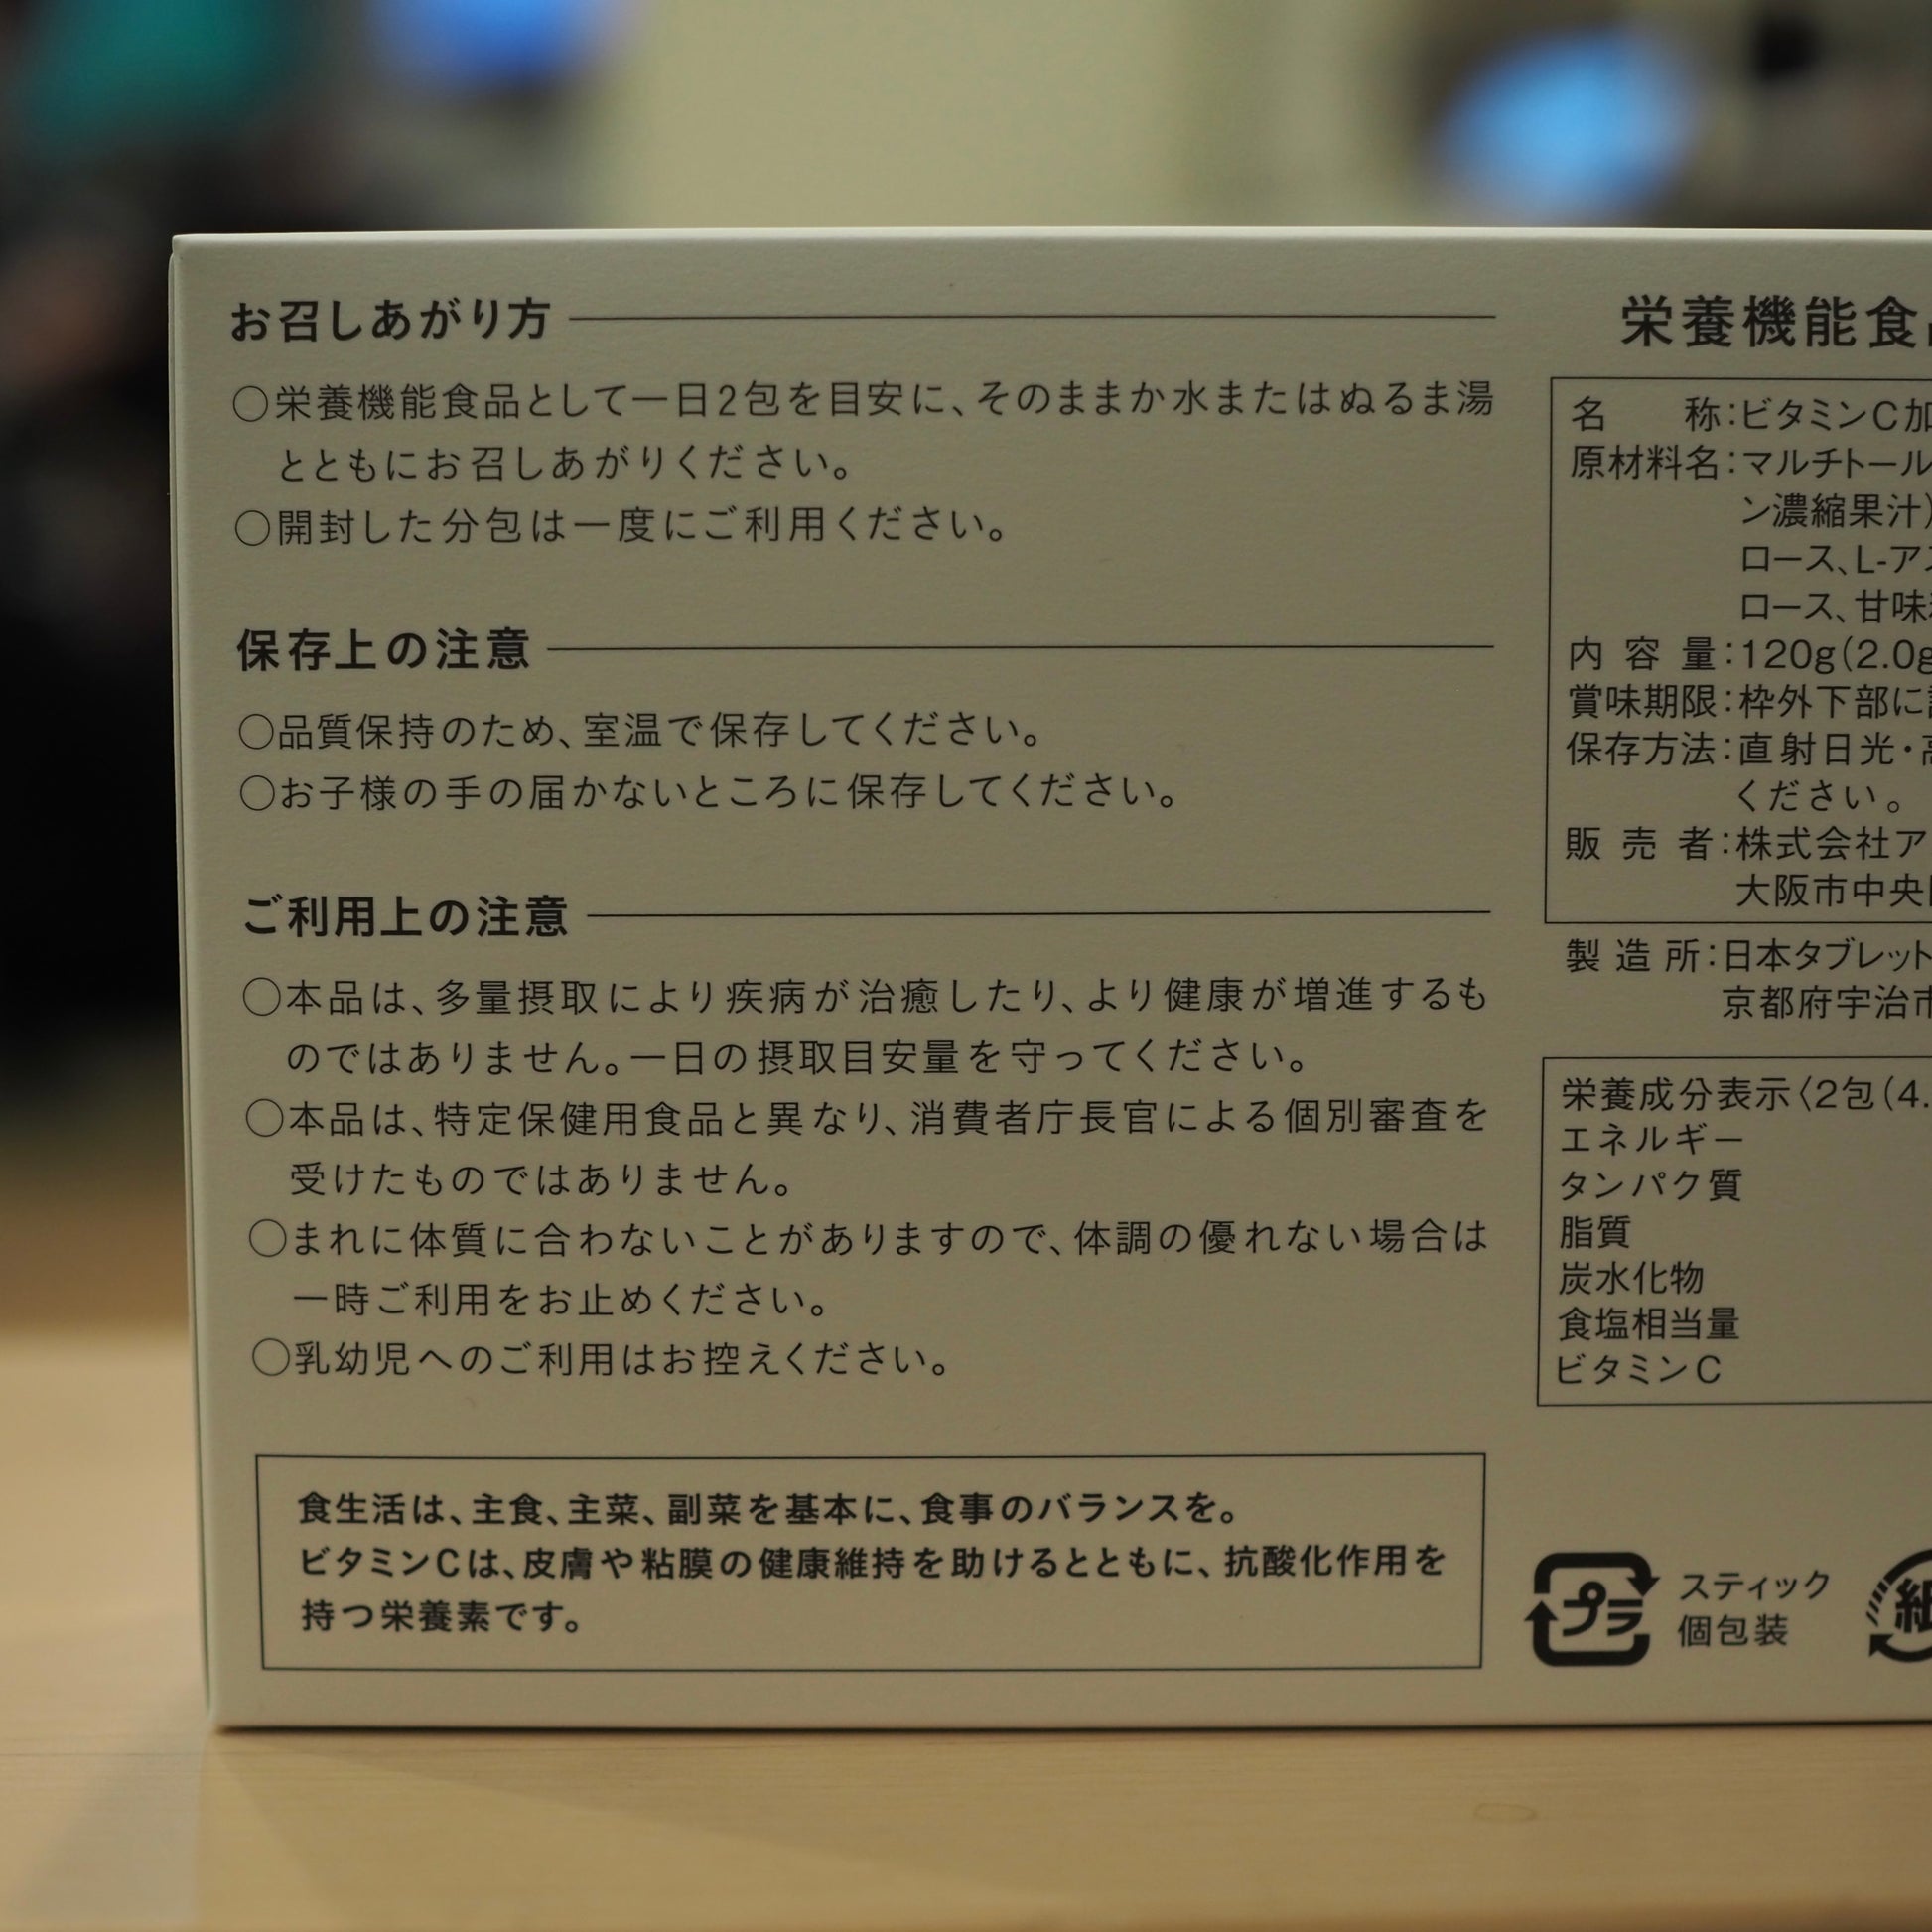 お召しあがり方
○栄養機能食品として一日2包を目安に、そのままか水またはぬるま湯
とともにお召しあがりください。
○開封した分包は一度にご利用ください。
保存上の注意
○品質保持のため、室温で保存してください。
○お子様の手の届かないところに保存してください。
ご利用上の注意
○本品は、多量摂取により疾病が治癒したり、より健康が増進するも
のではありません。一日の摂取目安量を守ってください。
○本品は、特定保健用食品と異なり、消費者庁長官による個別審査を
受けたものではありません。
○まれに体質に合わないことがありますので、体調の優れない場合は
一時ご利用をお止めください。
○乳幼児へのご利用はお控えください。
食生活は、主食、主菜、副菜を基本に、食事のバランスを。
ビタミンCは、皮膚や粘膜の健康維持を助けるとともに、抗酸化作用を
持つ栄養素です。
栄養機能食
名 称：ビタミンC加
原材料名：マルチトール
ン濃縮果汁）
ロース、L-ア
ロース、甘味
内容量：120g（2.0g
賞味期限：枠外下部に
保存方法：直射日光・
ください。
販売者：株式会社ア
大阪市中央
製造所：日本タブレット
京都府宇治市
栄養成分表示〈2包（4.
エネルギー
タンパク質
脂質
炭水化物
食塩相当量
ビタミンC
プラ
スティック
個包装
紙